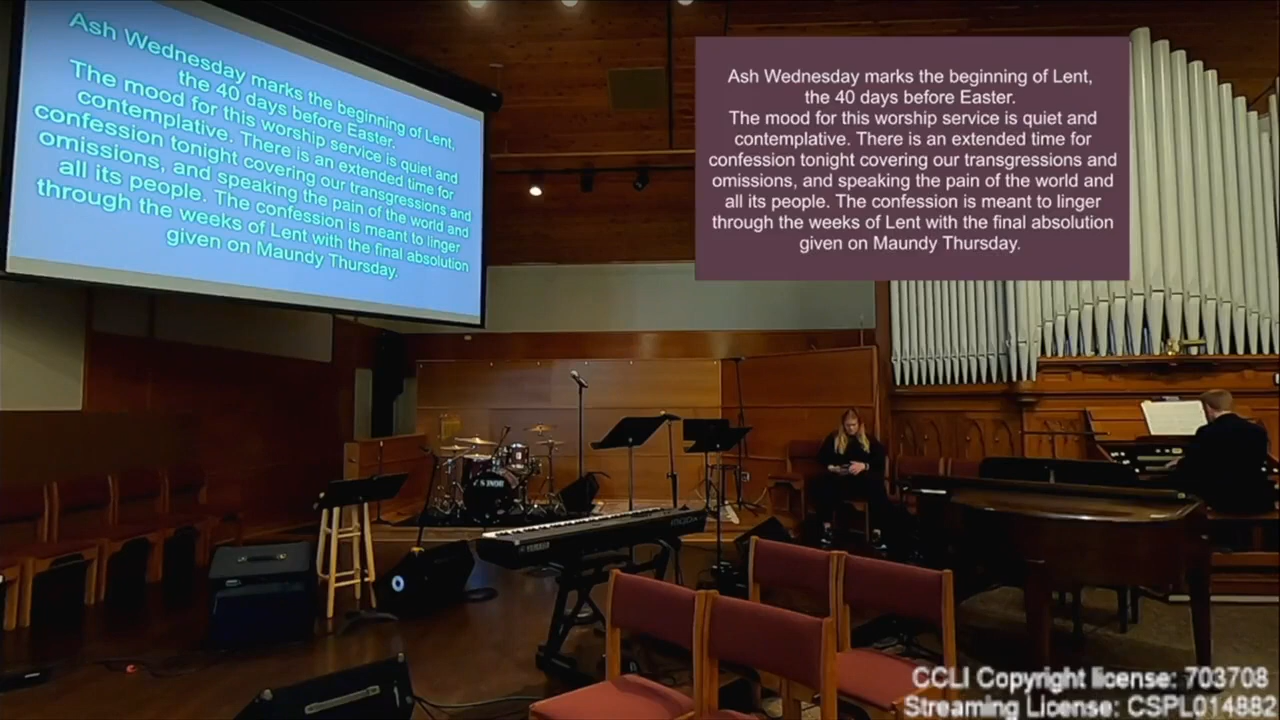 Ash Wednesday marks the beginning of Lent,
the 40 days before Easter.
The mood for this worship service is quiet and
contemplative. There is an extended time for
confession tonight covering our transgressions and
omissions, and speaking the pain of the world and
all its people. The confession is meant to linger
through the weeks of Lent with the final absolution
given on Maundy Thursday.
Ash Wednesday marks the beginning of Lent,
the 40 days before Easter.
The mood for this worship service is quiet and
contemplative. There is an extended time for
confession tonight covering our transgressions and
omissions, and speaking the pain of the world and
all its people. The confession is meant to linger
through the weeks of Lent with the final absolution
given on Maundy Thursday.
SONOR
YAMAHA
CCLI Copyright license: 703708
Streaming License: CSPL014882